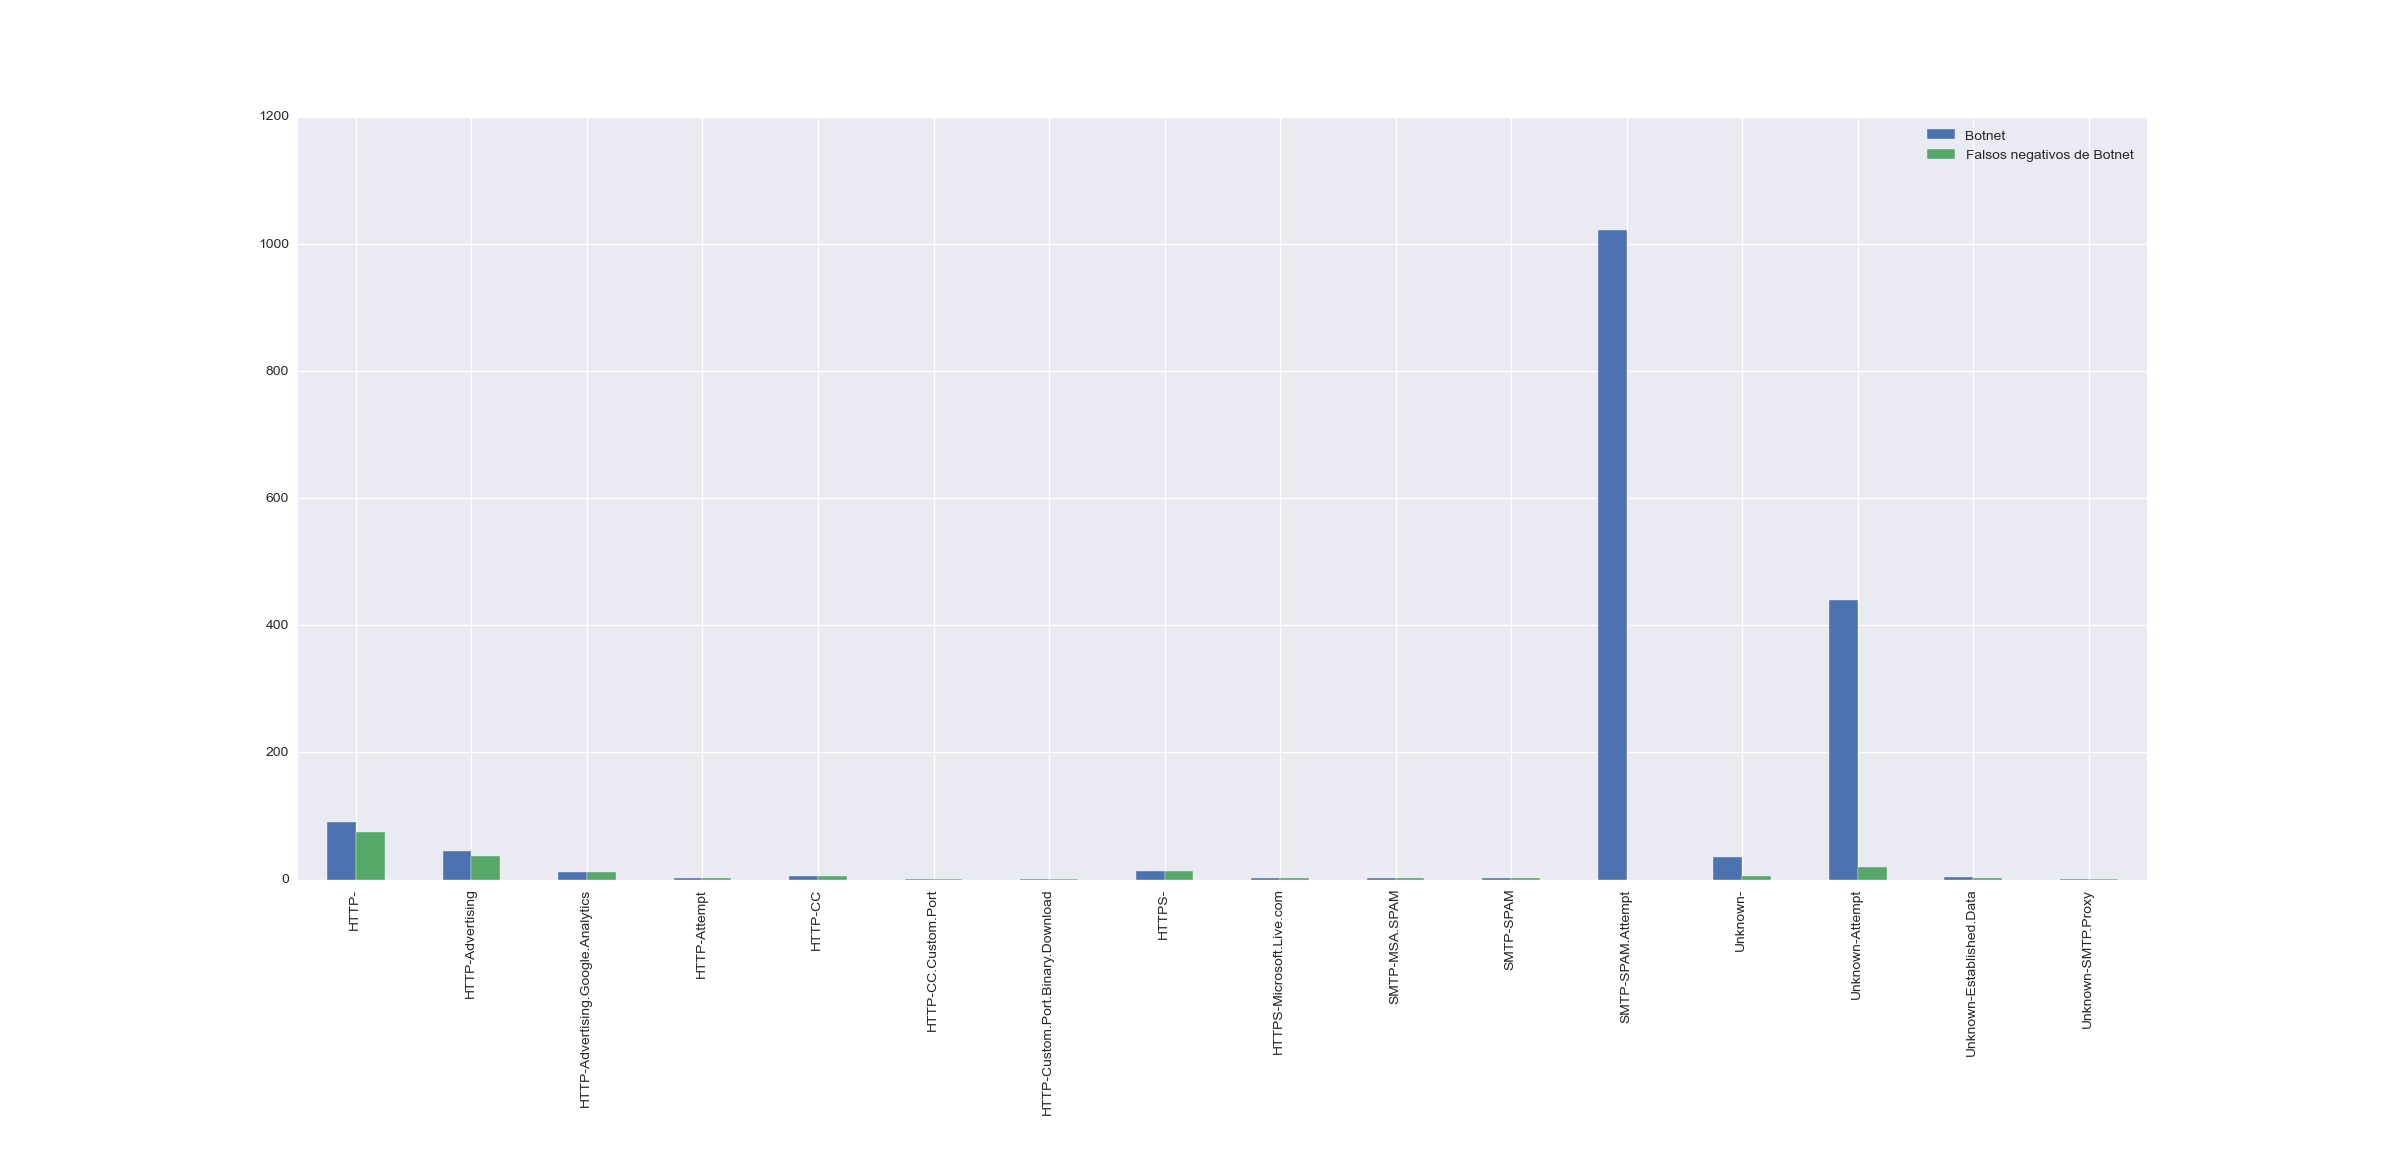 1200
1000
800
600
400
200
0
Botnet
Falsos negativos de Botnet
HTTP-
HTTP-Advertising
HTTP-Advertising.Google.Analytics
HTTP-Attempt
HTTP-CC
HTTP-CC.Custom.Port
HTTP-Custom.Port.Binary.Download
HTTPS-
HTTPS-Microsoft.Live.com
SMTP-MSA.SPAM
SMTP-SPAM
SMTP-SPAM.Attempt
Unknown-
Unknown-Attempt
Unknown-Established.Data
Unknown-SMTP.Proxy